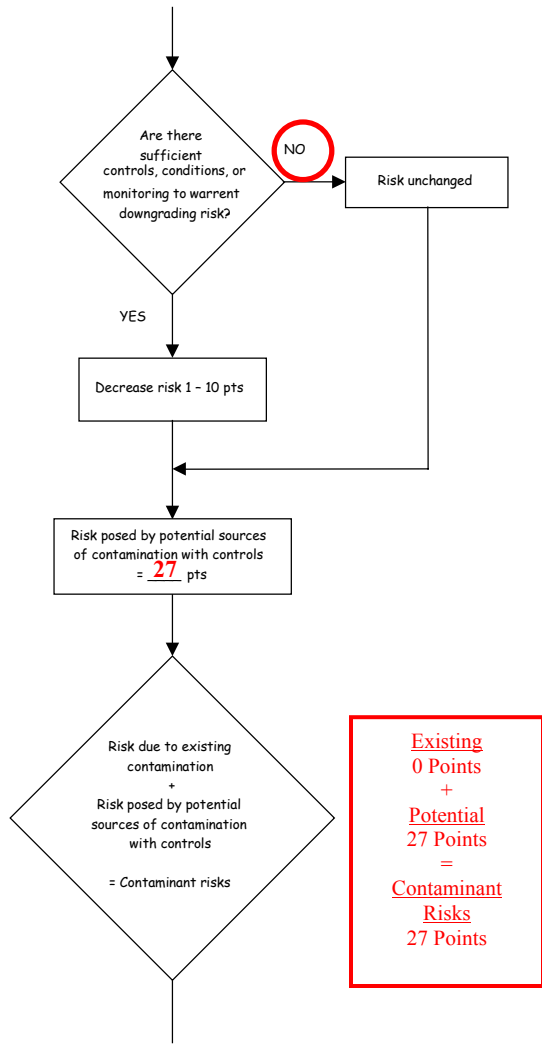 Are there
sufficient
controls, conditions, or
monitoring to warrent
downgrading risk?
NO
Risk unchanged
YES
Decrease risk 1 – 10 pts
Risk posed by potential sources
of contamination with controls
= 27 pts
Risk due to existing
contamination
+
Risk posed by potential
sources of contamination
with controls
= Contaminant risks
Existing
0 Points
+
Potential
27 Points
=
Contaminant
Risks
27 Points